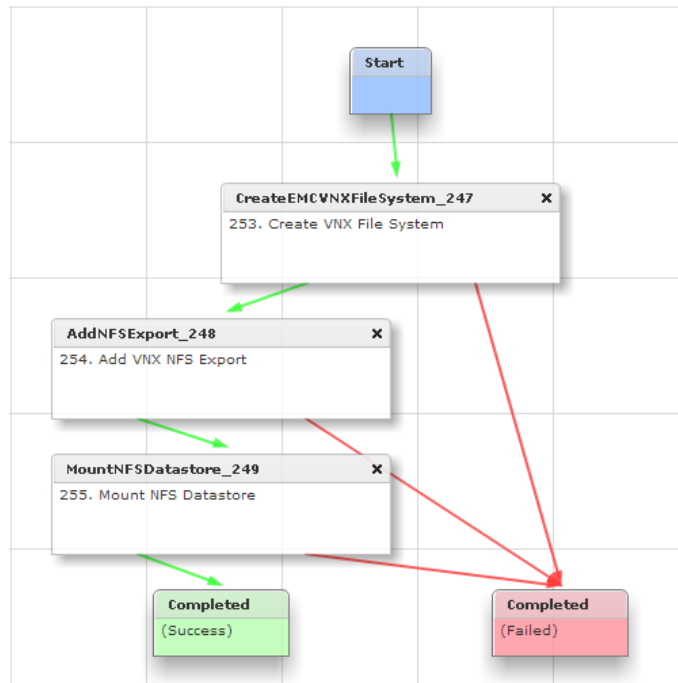 Start
CreateEMCVNXFileSystem_247
253. Create VNX File System
AddNFSExport_248
254. Add VNX NFS Export
MountNFSDatastore_249
255. Mount NFS Datastore
Completed
(Success)
Completed
(Failed)